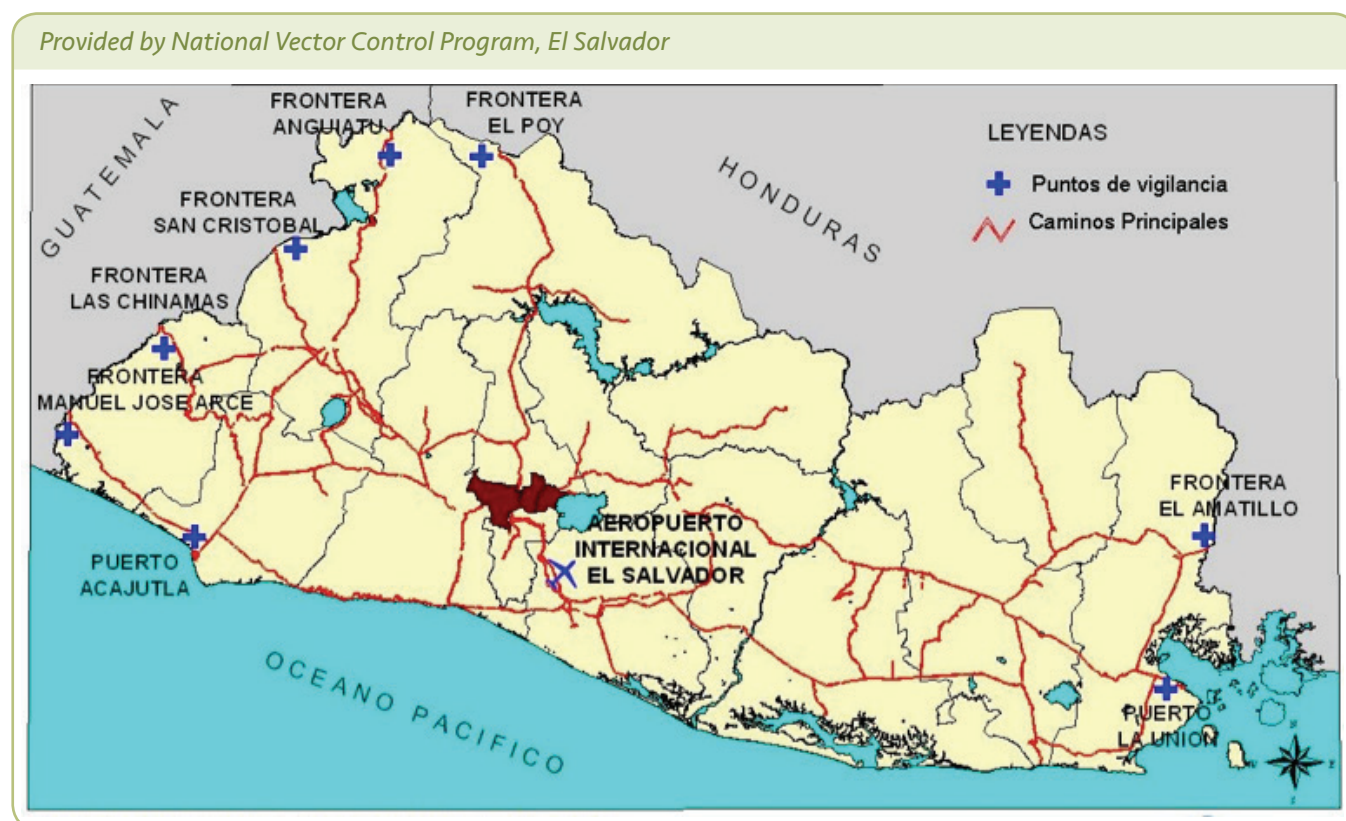 Provided by National Vector Control Program, El Salvador
FRONTERA
ANGUIATU
FRONTERA
EL POY
GUATEMALA
HONDURAS
LEYENDAS
Puntos de vigilancia
Caminos Principales
FRONTERA
SAN CRISTOBAL
FRONTERA
LAS CHINAMAS
FRONTERA
MANUEL JOSE ARCE
FRONTERA
EL AMATILLO
AEROPUERTO
INTERNACIONAL
EL SALVADOR
PUERTO
ACAJUTLA
OCEANO PACIFICO
PUERTO
LA UNION